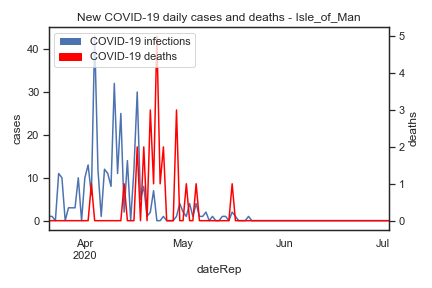 New COVID-19 daily cases and deaths - Isle_of_Man
COVID-19 infections
COVID-19 deaths
cases
40
30
20
10
0
deaths
5
4
3
2
1
0
Apr
2020
May
Jun
Jul
dateRep